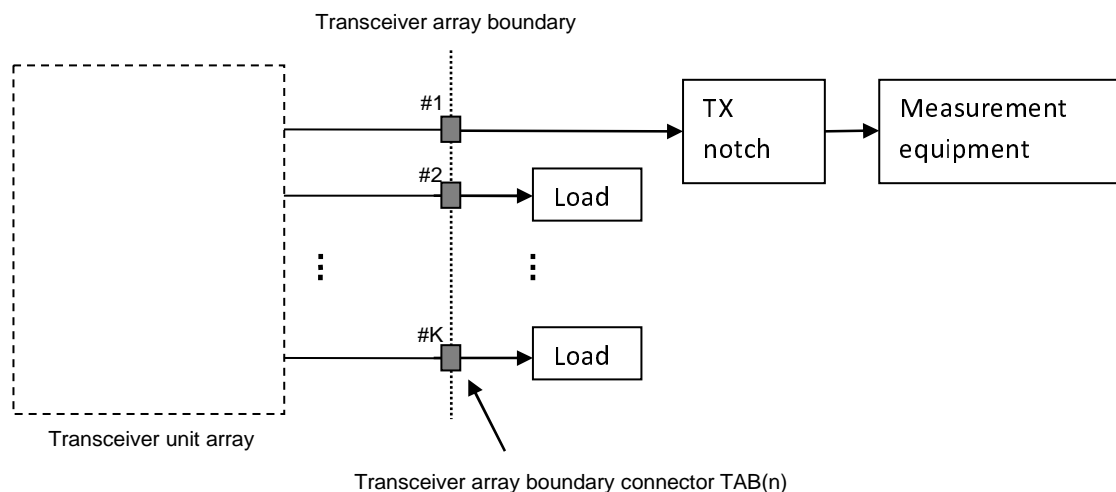 Transceiver array boundary
#1
TX
notch
Measurement
equipment
#2
Load
#K
Load
Transceiver unit array
Transceiver array boundary connector TAB(n)